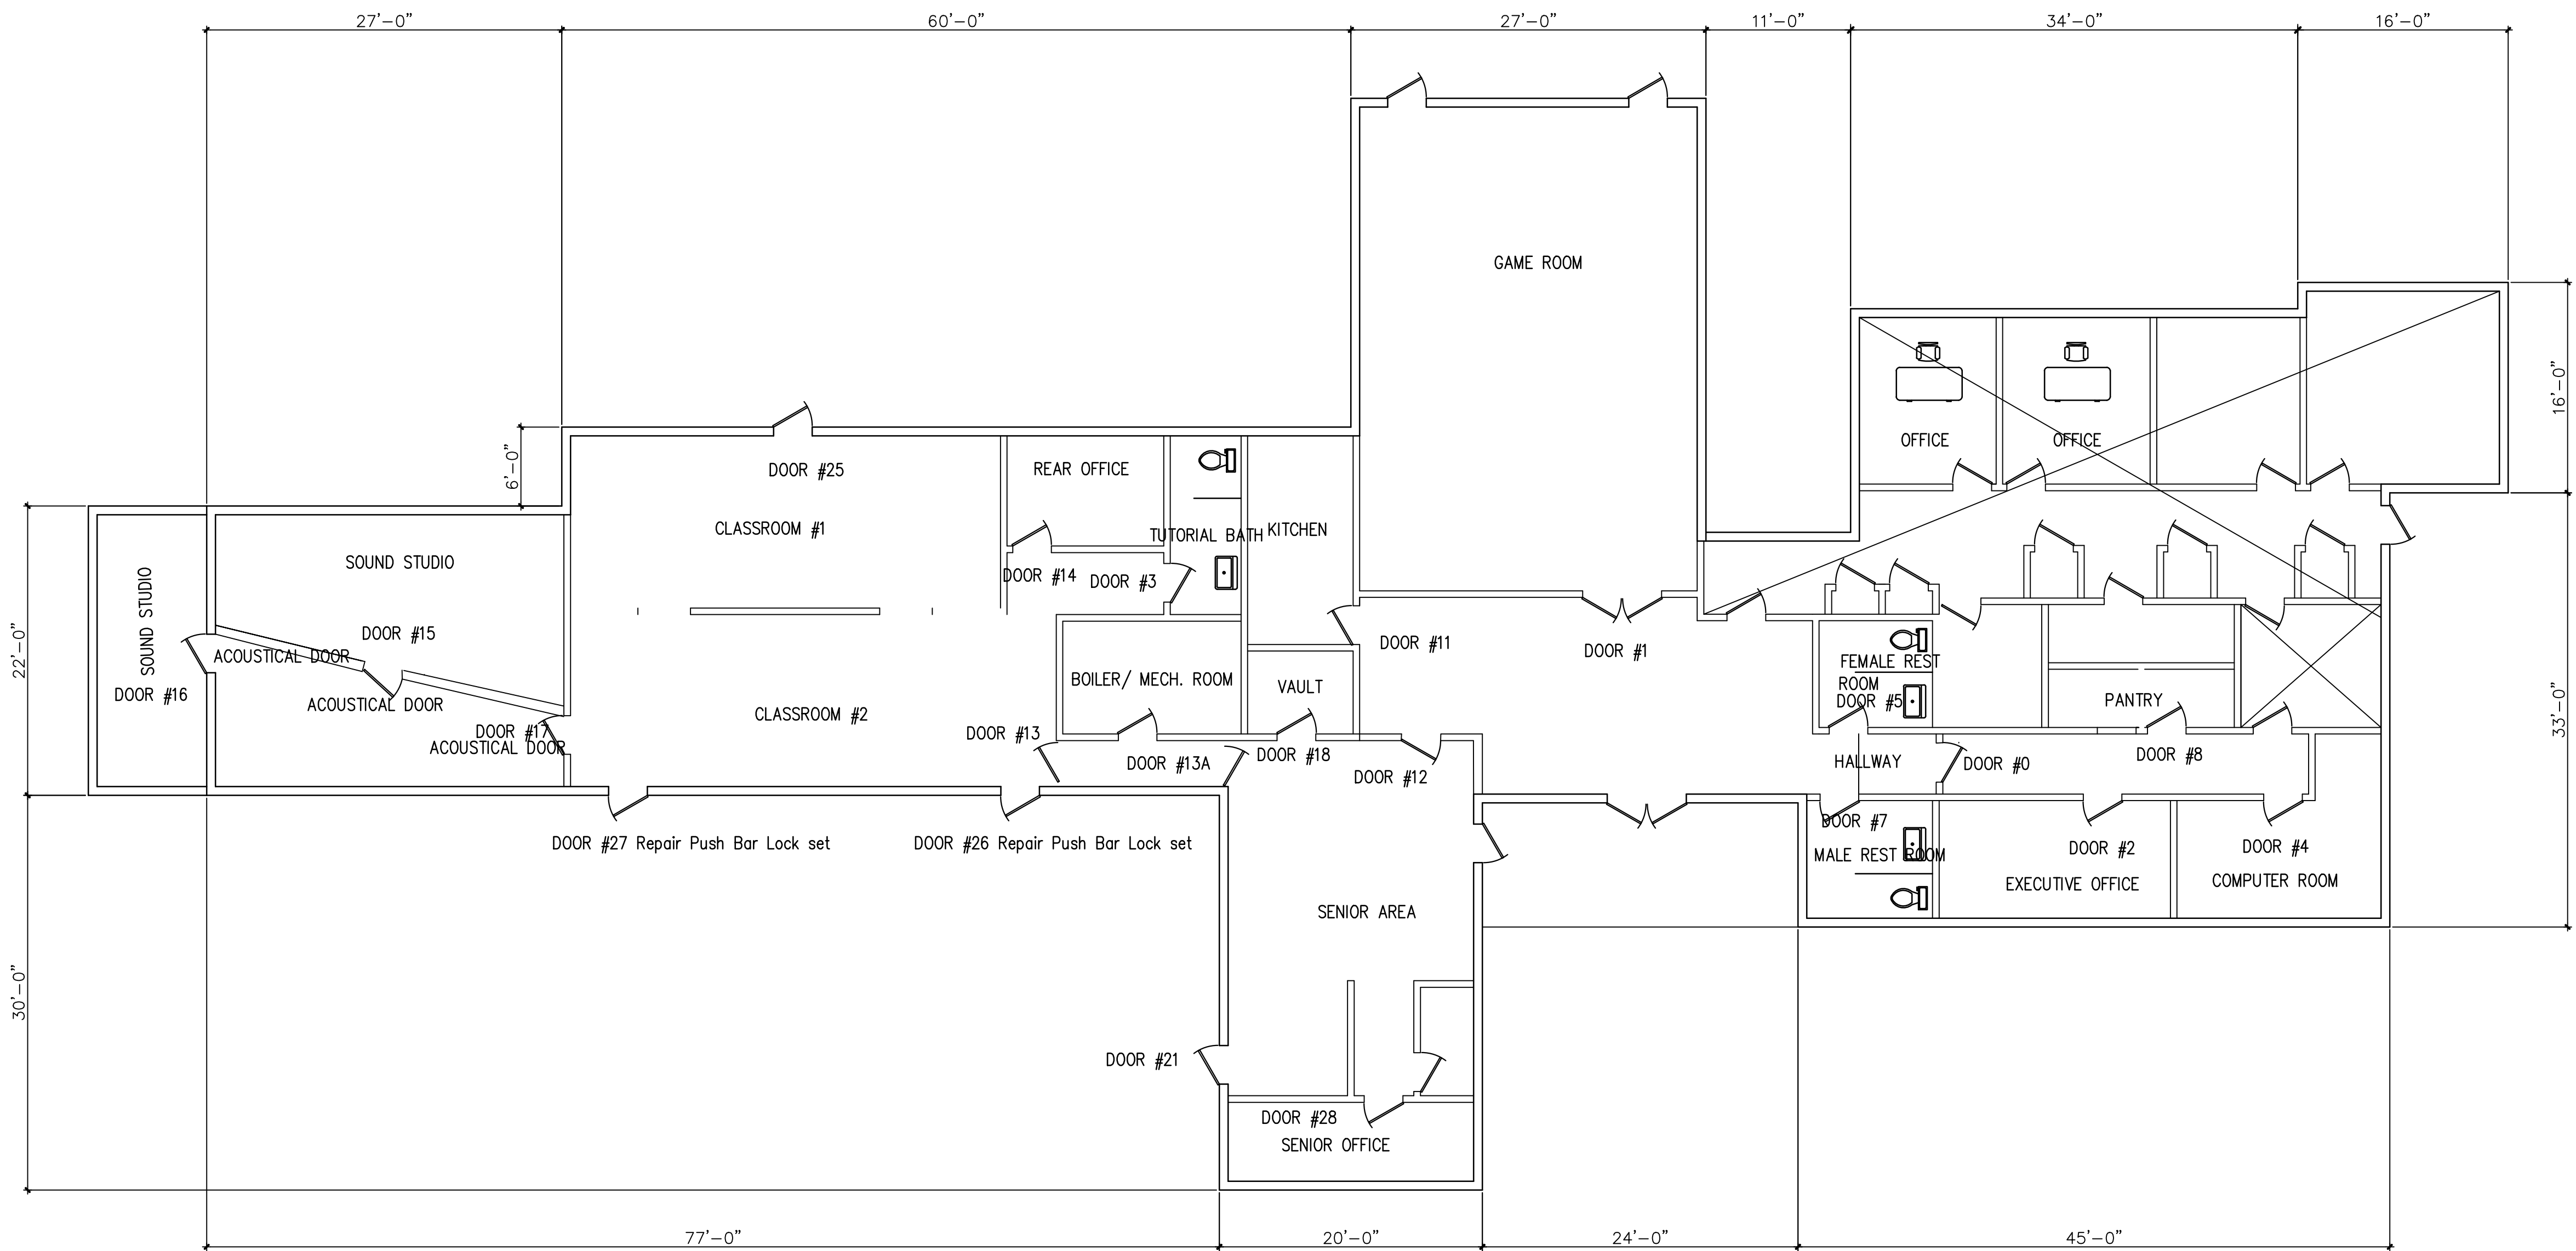 27'-0"
60'-0"
27'-0"
11'-0"
34'-0"
16'-0"
GAME ROOM
16'-0"
OFFICE
OFFICE
6'-0"
DOOR #25
REAR OFFICE
CLASSROOM #1
TUTORIAL BATH
KITCHEN
SOUND STUDIO
SOUND STUDIO
DOOR #14
DOOR #3
22'-0"
DOOR #15
DOOR #11
DOOR #1
ACOUSTICAL DOOR
FEMALE REST
ROOM
BOILER/ MECH. ROOM
VAULT
DOOR #16
DOOR #5
PANTRY
33'-0"
ACOUSTICAL DOOR
CLASSROOM #2
DOOR #17
ACOUSTICAL DOOR
DOOR #13
DOOR #13A
DOOR #18
DOOR #12
HALLWAY
DOOR #0
DOOR #8
DOOR #27 Repair Push Bar Lock set
DOOR #26 Repair Push Bar Lock set
DOOR #7
MALE REST ROOM
DOOR #2
DOOR #4
EXECUTIVE OFFICE
COMPUTER ROOM
SENIOR AREA
30'-0"
DOOR #21
DOOR #28
SENIOR OFFICE
77'-0"
20'-0"
24'-0"
45'-0"